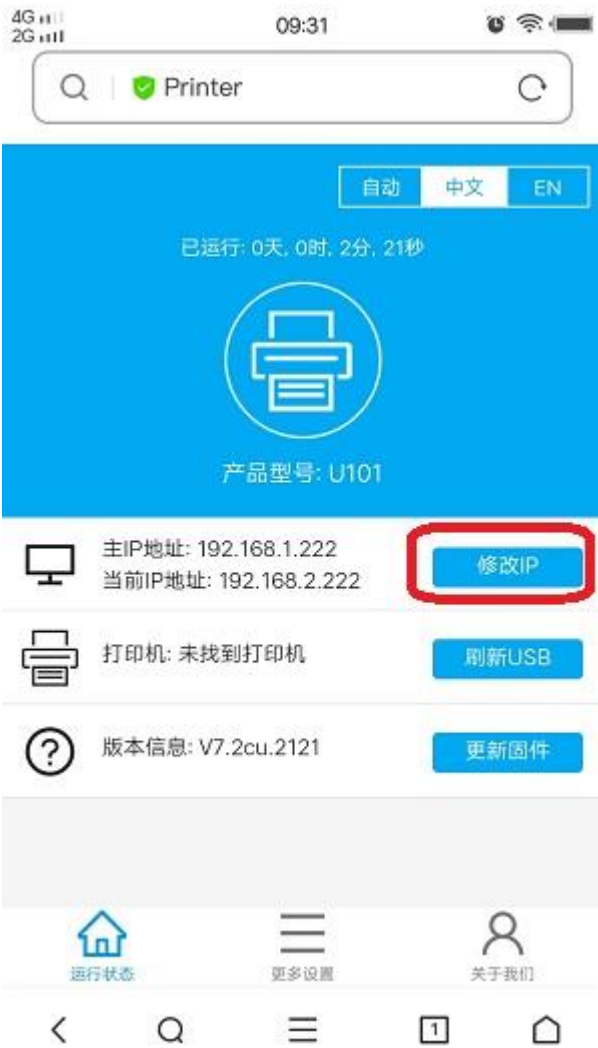 4G
2G
09:31
Printer
自动 中文 EN
已运行: 0天, 0时, 2分, 21秒
产品型号: U101
主IP地址: 192.168.1.222
当前IP地址: 192.168.2.222
修改IP
打印机: 未找到打印机
刷新USB
版本信息: V7.2cu.2121
更新固件
运行状态 更多设置 关于我们
1